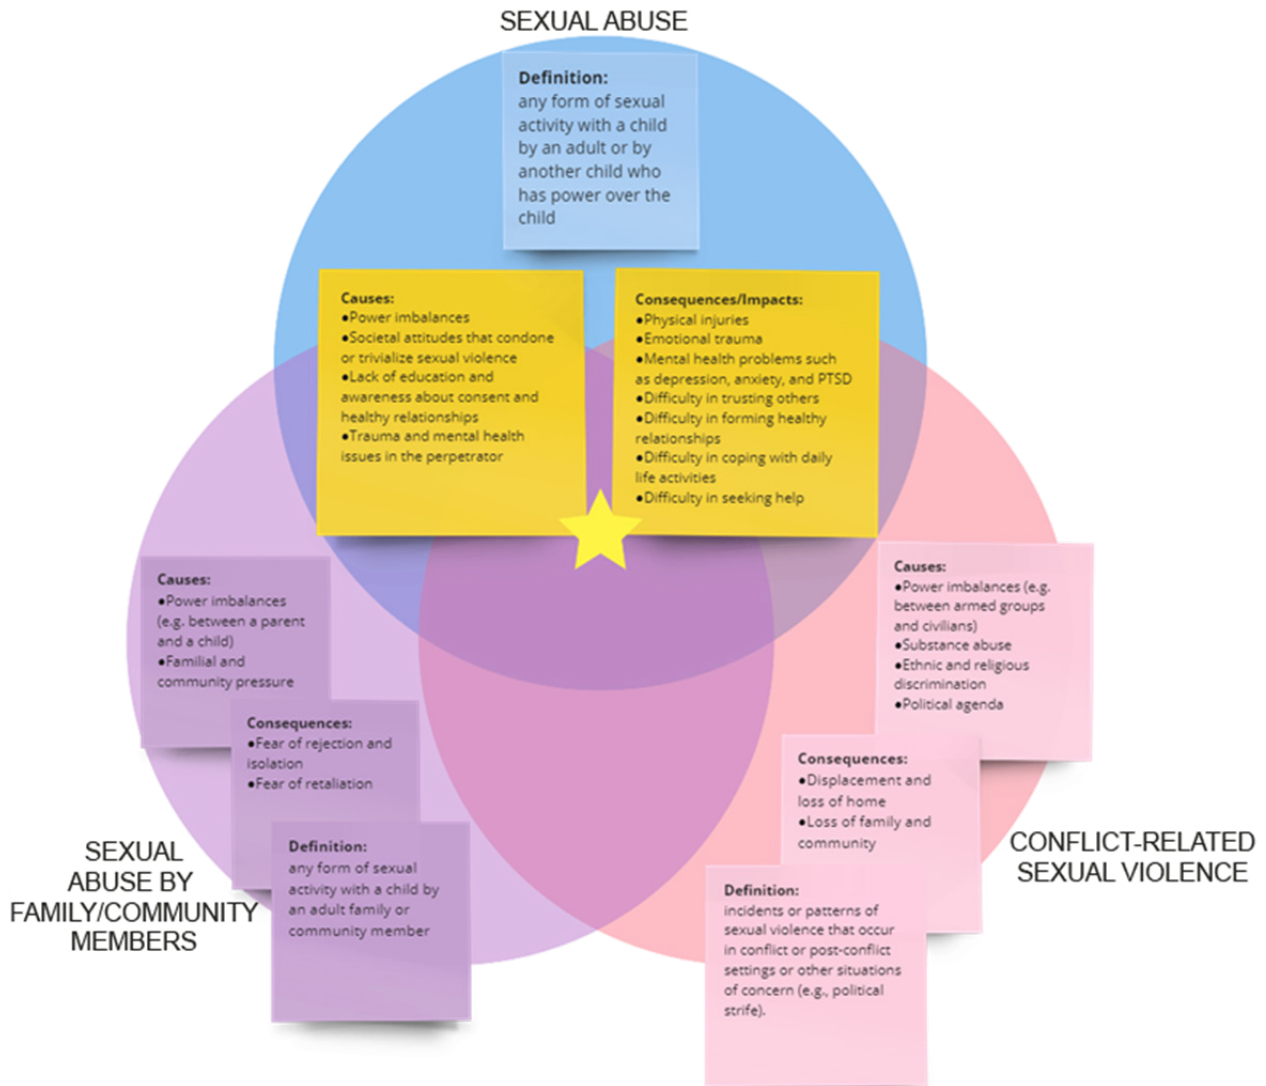 SEXUAL ABUSE
Definition:
any form of sexual
activity with a child
by an adult or by
another child who
has power over the
child
Causes:
●Power imbalances
●Societal attitudes that condone
or trivialize sexual violence
●Lack of education and
awareness about consent and
healthy relationships
●Trauma and mental health
issues in the perpetrator
Consequences/Impacts:
●Physical injuries
●Emotional trauma
●Mental health problems such
as depression, anxiety, and PTSD
●Difficulty in trusting others
●Difficulty in forming healthy
relationships
●Difficulty in coping with daily
life activities
●Difficulty in seeking help
Causes:
●Power imbalances
(e.g. between a parent
and a child)
●Familial and
community pressure
Consequences:
●Fear of rejection and
isolation
●Fear of retaliation
Definition:
any form of sexual
activity with a child by
an adult family or
community member
SEXUAL
ABUSE BY
FAMILY/COMMUNITY
MEMBERS
Causes:
●Power imbalances (e.g.
between armed groups
and civilians)
●Substance abuse
●Ethnic and religious
discrimination
●Political agenda
Consequences:
●Displacement and
loss of home
●Loss of family and
community
Definition:
incidents or patterns of
sexual violence that occur
in conflict or post-conflict
settings or other situations
of concern (e.g., political
strife).
CONFLICT-RELATED
SEXUAL VIOLENCE